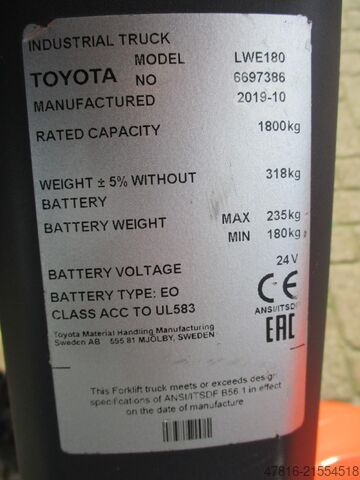 INDUSTRIAL TRUCK
MODEL LWE180
TOYOTA NO 6697386
MANUFACTURED 2019-10
RATED CAPACITY 1800kg
WEIGHT ± 5% WITHOUT 318kg
BATTERY
BATTERY WEIGHT MAX 235kg
MIN 180kg
BATTERY VOLTAGE 24V
BATTERY TYPE: EO
CLASS ACC TO UL583
CE
ANSI/ITSDF
EAC
Toyota Material Handling Manufacturing
Sweden AB 595 81 MJÖLBY, SWEDEN
This Forklift truck meets or exceeds design
specifications of ANSI/ITSDF B56.1 in effect
on the date of manufacture
47816-21554518